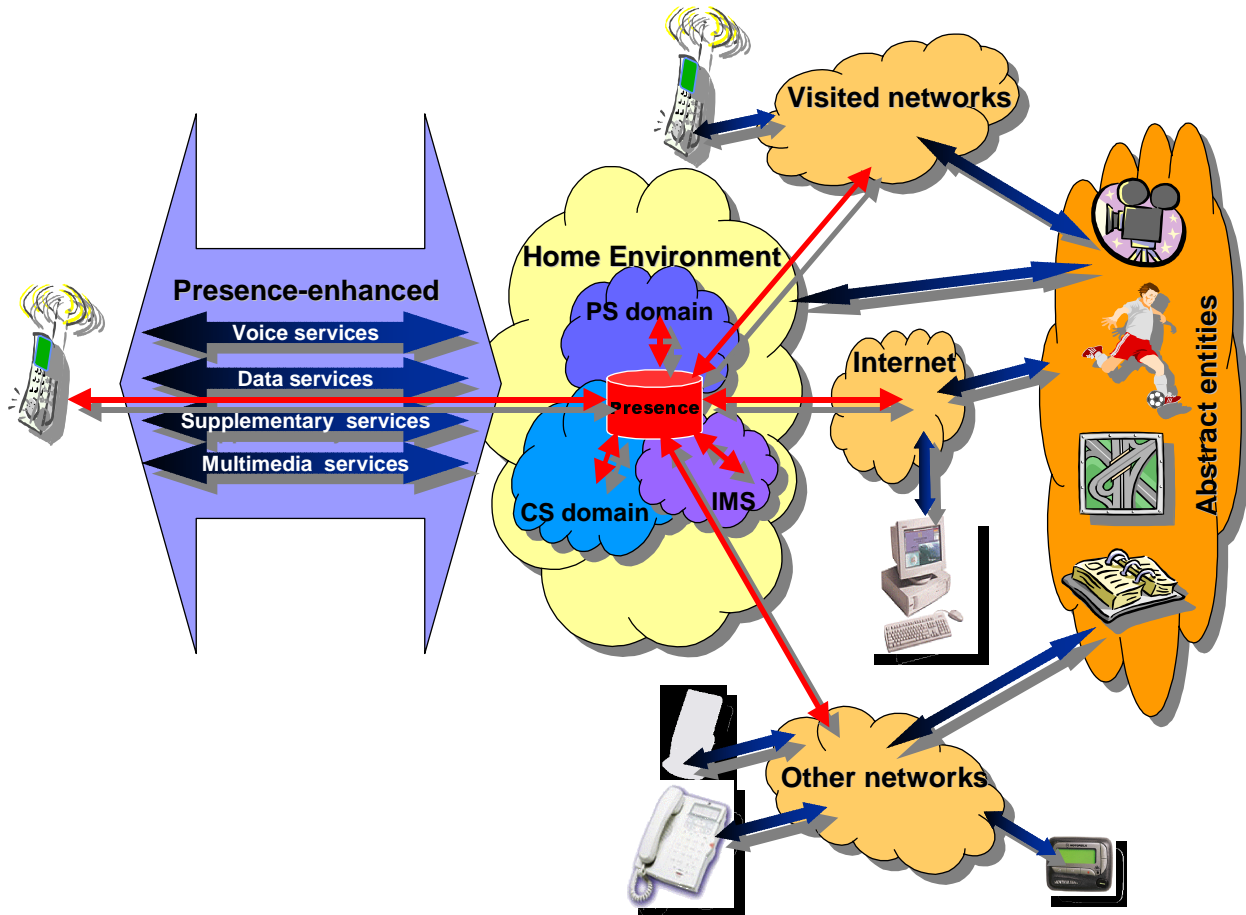 Visited networks
Home Environment
Presence-enhanced
PS domain
Voice services
Internet
Data services
Presence
Supplementary services
Multimedia services
CS domain
IMS
Abstract entities
Other networks
MOTOROLA